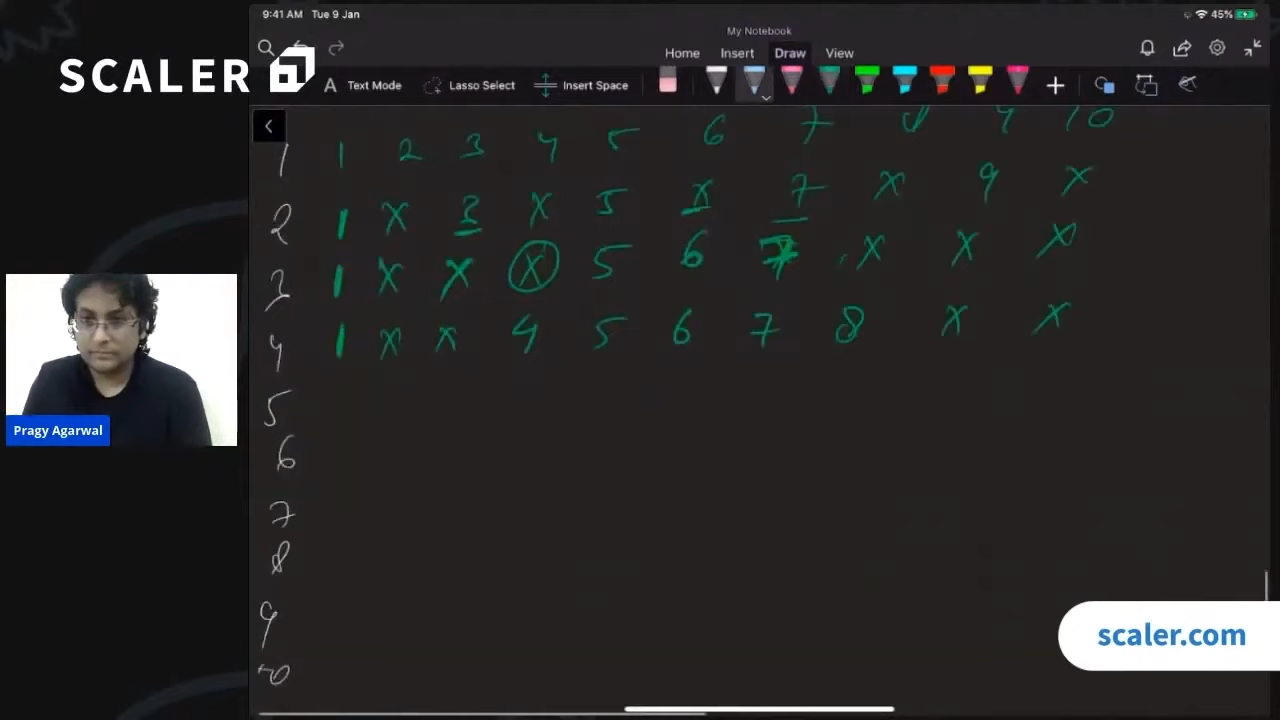 9:41 AM Tue 9 Jan
45%
My Notebook
Home Insert Draw View
SCALER
A Text Mode Lasso Select Insert Space
1 1 2 3 4 5 6 7 8 9 10
2 1 X 3 X 5 X 7 X 9 X
3 1 X X X 5 6 7 X X X
4 1 X X 4 5 6 7 8 X X
5
6
7
8
9
10
Pragy Agarwal
scaler.com